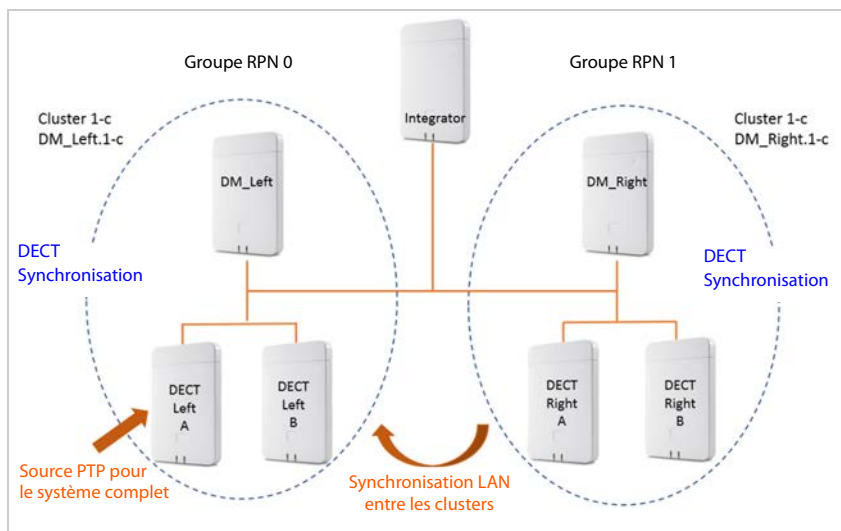 Groupe RPN 0
Groupe RPN 1
Integrator
Cluster 1-c
DM_Left.1-c
Cluster 1-c
DM_Right.1-c
DM_Left
DM_Right
DECT
Synchronisation
DECT
Synchronisation
DECT
Left
A
DECT
Left
B
DECT
Right
A
DECT
Right
B
Source PTP pour
le système complet
Synchronisation LAN
entre les clusters